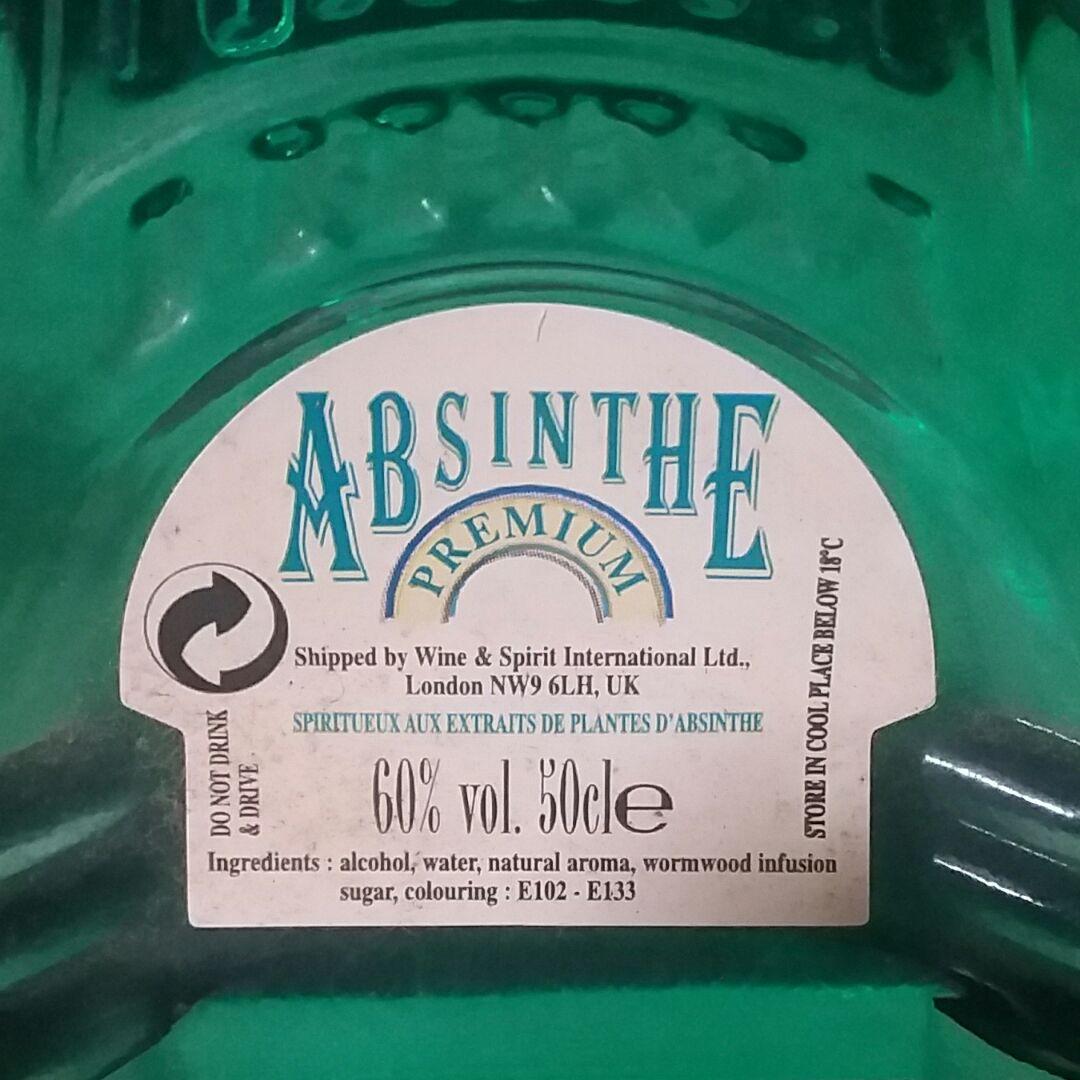 ABSINTHE
PREMIUM
Shipped by Wine & Spirit International Ltd.,
London NW9 6LH, UK
SPIRITUEUX AUX EXTRAITS DE PLANTES D'ABSINTHE
60% vol. 50cl e
Ingredients : alcohol, water, natural aroma, wormwood infusion
sugar, colouring : E102 - E133
DO NOT DRINK
& DRIVE
STORE IN COOL PLACE BELOW 18°C